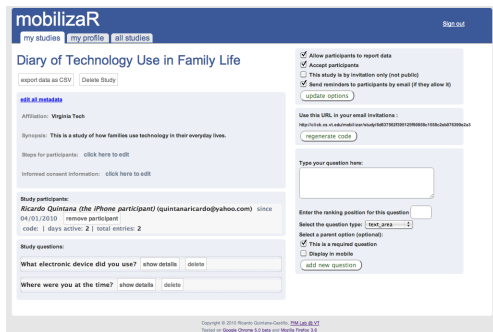 mobilizaR
Sign out
my studies my profile all studies
Diary of Technology Use in Family Life
export data as CSV Delete Study
edit all metadata
Affiliation: Virginia Tech
Synopsis: This is a study of how families use technology in their everyday lives.
Steps for participants: click here to edit
Informed consent information: click here to edit
Study participants:
Ricardo Quintana (the iPhone participant) (quintanaricardo@yahoo.com) since
04/01/2010 remove participant
code: | days active: 2 | total entries: 2
Study questions:
What electronic device did you use? show details delete
Where were you at the time? show details delete
Allow participants to report data
Accept participants
This study is by invitation only (not public)
Send reminders to participants by email (if they allow it)
update options
Use this URL in your email invitations :
regenerate code
Type your question here:
Enter the ranking position for this question
Select the question type: text_area
Select a parent option (optional):
This is a required question
Display in mobile
add new question
Copyright © 2010 Ricardo Quintana-Castillo, PIM Lab @ VT
Tested on Google Chrome 5.0 beta and Mozilla Firefox 3.6